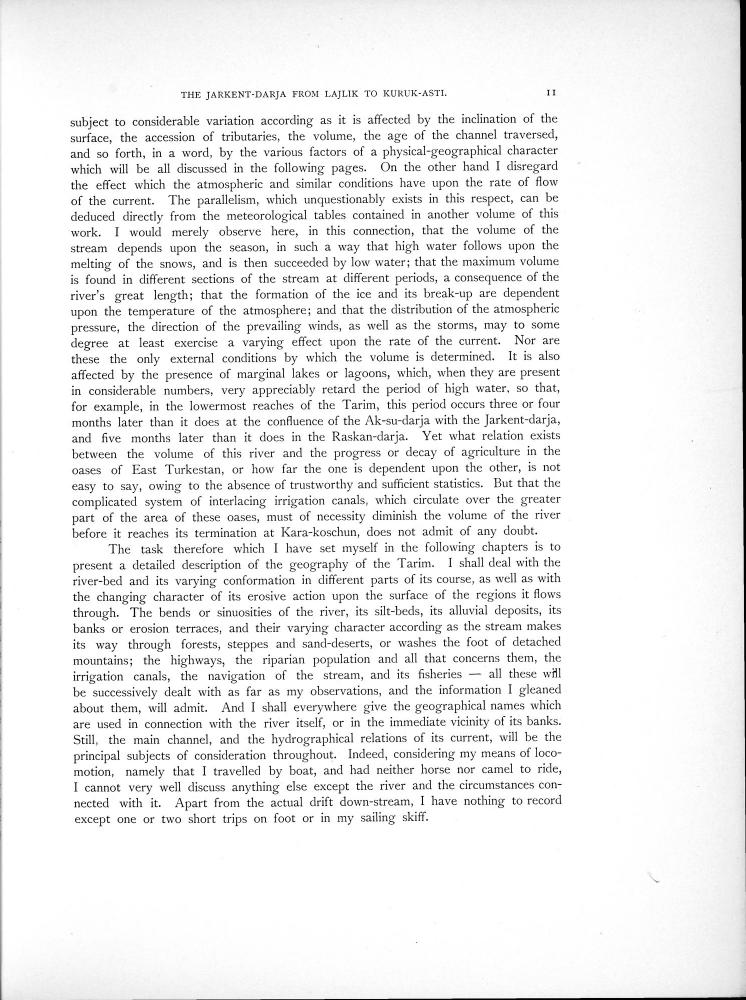 THE JARKENT-DARJA FROM LAJLIK TO KURUK-ASTI. 11
subject to considerable variation according as it is affected by the inclination of the
surface, the accession of tributaries, the volume, the age of the channel traversed,
and so forth, in a word, by the various factors of a physical-geographical character
which will be all discussed in the following pages. On the other hand I disregard
the effect which the atmospheric and similar conditions have upon the rate of flow
of the current. The parallelism, which unquestionably exists in this respect, can be
deduced directly from the meteorological tables contained in another volume of this
work. I would merely observe here, in this connection, that the volume of the
stream depends upon the season, in such a way that high water follows upon the
melting of the snows, and is then succeeded by low water; that the maximum volume
is found in different sections of the stream at different periods, a consequence of the
river's great length; that the formation of the ice and its break-up are dependent
upon the temperature of the atmosphere; and that the distribution of the atmospheric
pressure, the direction of the prevailing winds, as well as the storms, may to some
degree at least exercise a varying effect upon the rate of the current. Nor are
these the only external conditions by which the volume is determined. It is also
affected by the presence of marginal lakes or lagoons, which, when they are present
in considerable numbers, very appreciably retard the period of high water, so that,
for example, in the lowermost reaches of the Tarim, this period occurs three or four
months later than it does at the confluence of the Ak-su-darja with the Jarkent-darja,
and five months later than it does in the Raskan-darja. Yet what relation exists
between the volume of this river and the progress or decay of agriculture in the
oases of East Turkestan, or how far the one is dependent upon the other, is not
easy to say, owing to the absence of trustworthy and sufficient statistics. But that the
complicated system of interlacing irrigation canals, which circulate over the greater
part of the area of these oases, must of necessity diminish the volume of the river
before it reaches its termination at Kara-koschun, does not admit of any doubt.
The task therefore which I have set myself in the following chapters is to
present a detailed description of the geography of the Tarim. I shall deal with the
river-bed and its varying conformation in different parts of its course, as well as with
the changing character of its erosive action upon the surface of the regions it flows
through. The bends or sinuosities of the river, its silt-beds, its alluvial deposits, its
banks or erosion terraces, and their varying character according as the stream makes
its way through forests, steppes and sand-deserts, or washes the foot of detached
mountains; the highways, the riparian population and all that concerns them, the
irrigation canals, the navigation of the stream, and its fisheries — all these will
be successively dealt with as far as my observations, and the information I gleaned
about them, will admit. And I shall everywhere give the geographical names which
are used in connection with the river itself, or in the immediate vicinity of its banks.
Still, the main channel, and the hydrographical relations of its current, will be the
principal subjects of consideration throughout. Indeed, considering my means of loco-
motion, namely that I travelled by boat, and had neither horse nor camel to ride,
I cannot very well discuss anything else except the river and the circumstances con-
nected with it. Apart from the actual drift down-stream, I have nothing to record
except one or two short trips on foot or in my sailing skiff.